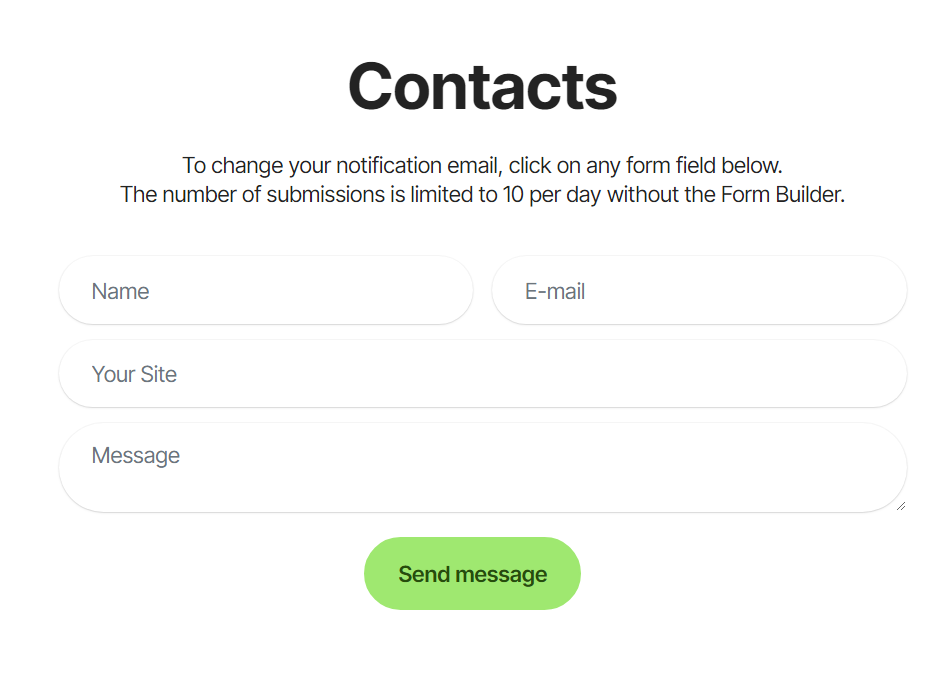 Contacts
To change your notification email, click on any form field below.
The number of submissions is limited to 10 per day without the Form Builder.
Name
E-mail
Your Site
Message
Send message